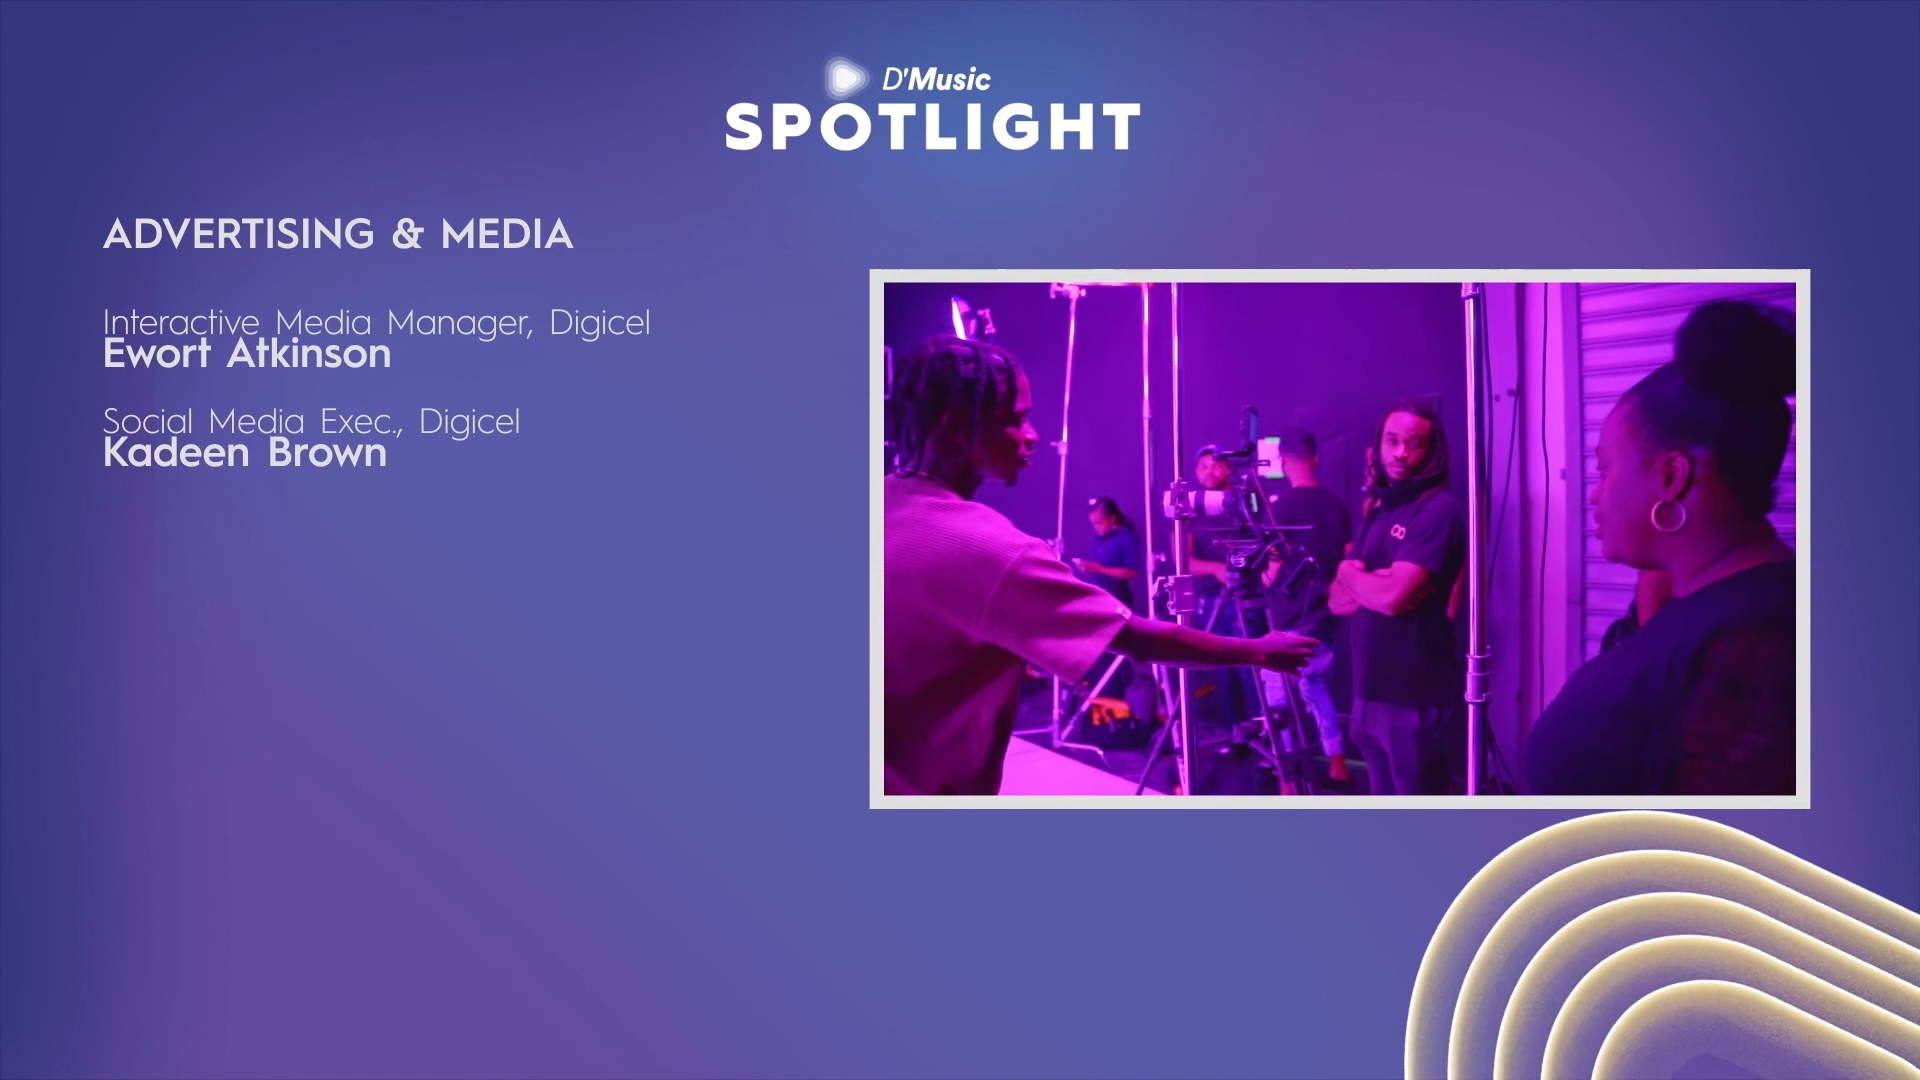 D'Music
SPOTLIGHT
ADVERTISING & MEDIA
Interactive Media Manager, Digicel
Ewort Atkinson
Social Media Exec., Digicel
Kadeen Brown